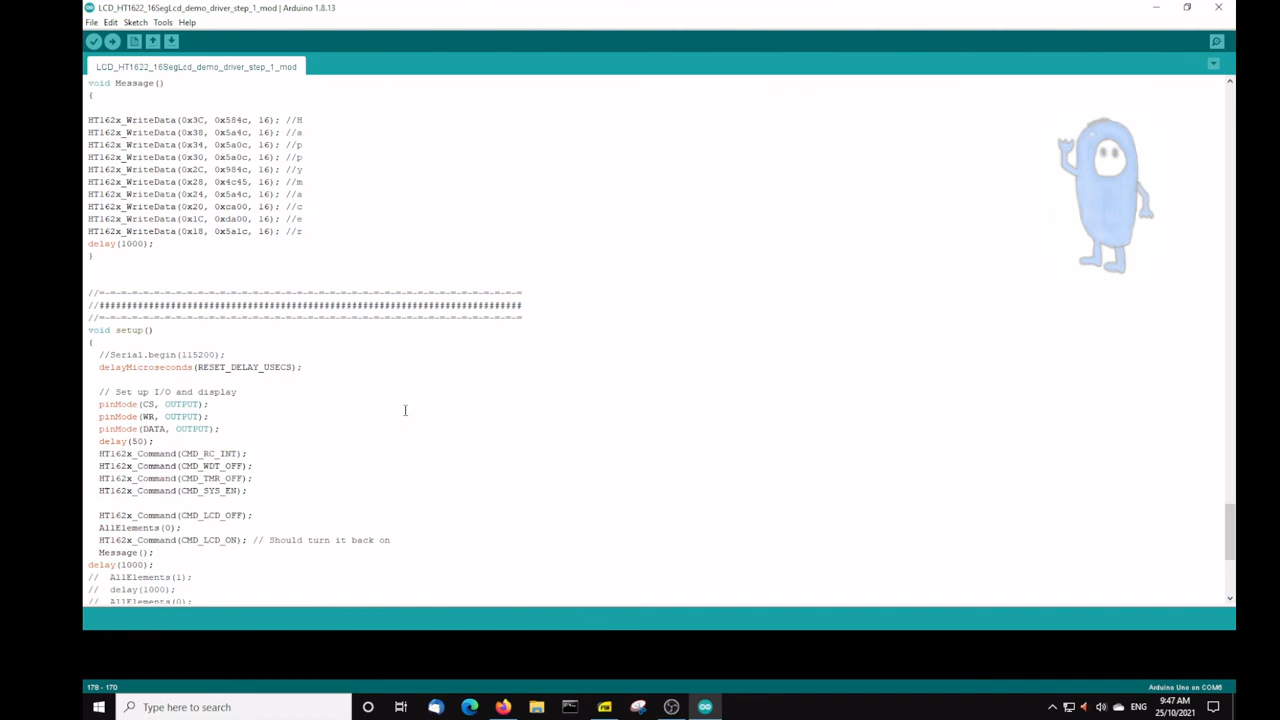 LCD_HT1622_16SegLcd_demo_driver_step_1_mod | Arduino 1.8.13
File Edit Sketch Tools Help
LCD_HT1622_16SegLcd_demo_driver_step_1_mod
void Message()
{
HT162x_WriteData(0x3C, 0x584c, 16); //H
HT162x_WriteData(0x38, 0x5a4c, 16); //a
HT162x_WriteData(0x34, 0x5a0c, 16); //p
HT162x_WriteData(0x30, 0x5a0c, 16); //p
HT162x_WriteData(0x2C, 0x984c, 16); //y
HT162x_WriteData(0x28, 0x4c45, 16); //m
HT162x_WriteData(0x24, 0x5a4c, 16); //a
HT162x_WriteData(0x20, 0xca00, 16); //c
HT162x_WriteData(0x1C, 0xda00, 16); //e
HT162x_WriteData(0x18, 0x5a1c, 16); //r
delay(1000);
}
//=-=-=-=-=-=-=-=-=-=-=-=-=-=-=-=-=-=-=-=-=-=-=-=-=-=-=-=-=-=-=-=-=-=-=-=-=-=-=
//#############################################################################
//=-=-=-=-=-=-=-=-=-=-=-=-=-=-=-=-=-=-=-=-=-=-=-=-=-=-=-=-=-=-=-=-=-=-=-=-=-=-=
void setup()
{
//Serial.begin(115200);
delayMicroseconds(RESET_DELAY_USECS);
// Set up I/O and display
pinMode(CS, OUTPUT);
pinMode(WR, OUTPUT);
pinMode(DATA, OUTPUT);
delay(50);
HT162x_Command(CMD_RC_INT);
HT162x_Command(CMD_WDT_OFF);
HT162x_Command(CMD_TMR_OFF);
HT162x_Command(CMD_SYS_EN);
HT162x_Command(CMD_LCD_OFF);
AllElements(0);
HT162x_Command(CMD_LCD_ON); // Should turn it back on
Message();
delay(1000);
// AllElements(1);
// delay(1000);
// AllElements(0);
178 - 170
Arduino Uno on COM6
Type here to search
ENG
9:47 AM
25/10/2021